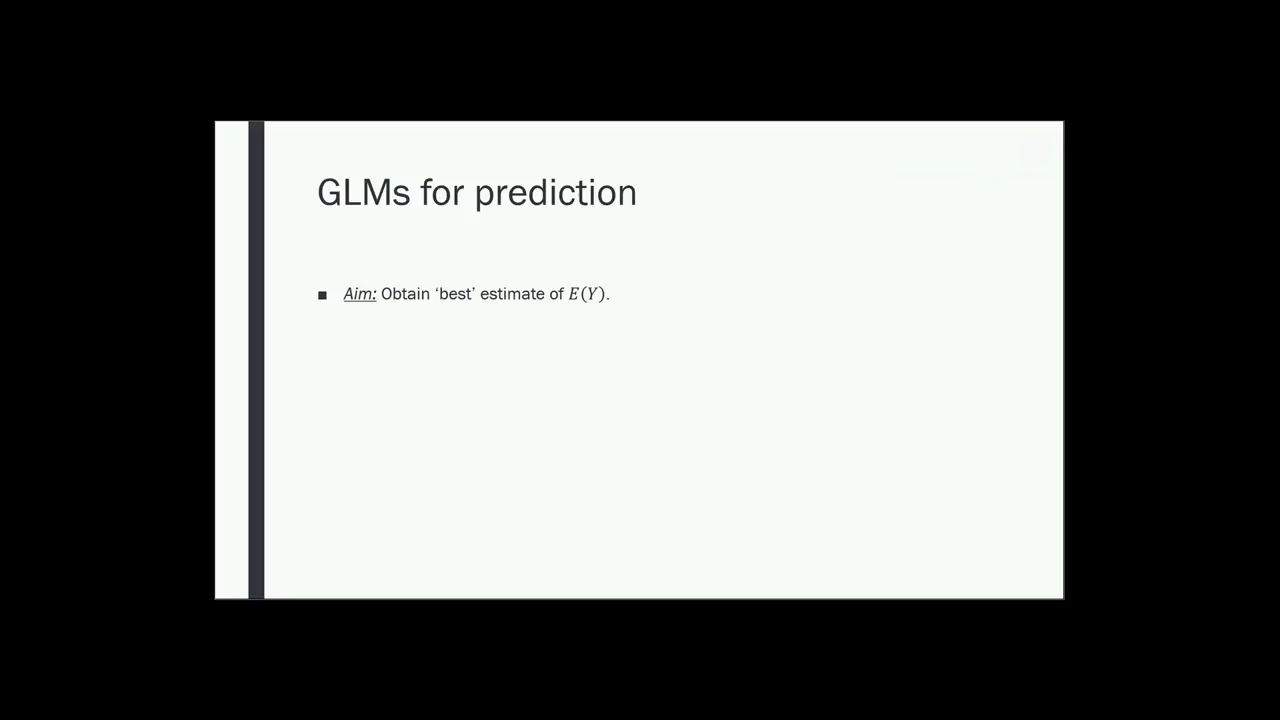 GLMs for prediction
▪ Aim: Obtain ‘best’ estimate of E(Y).